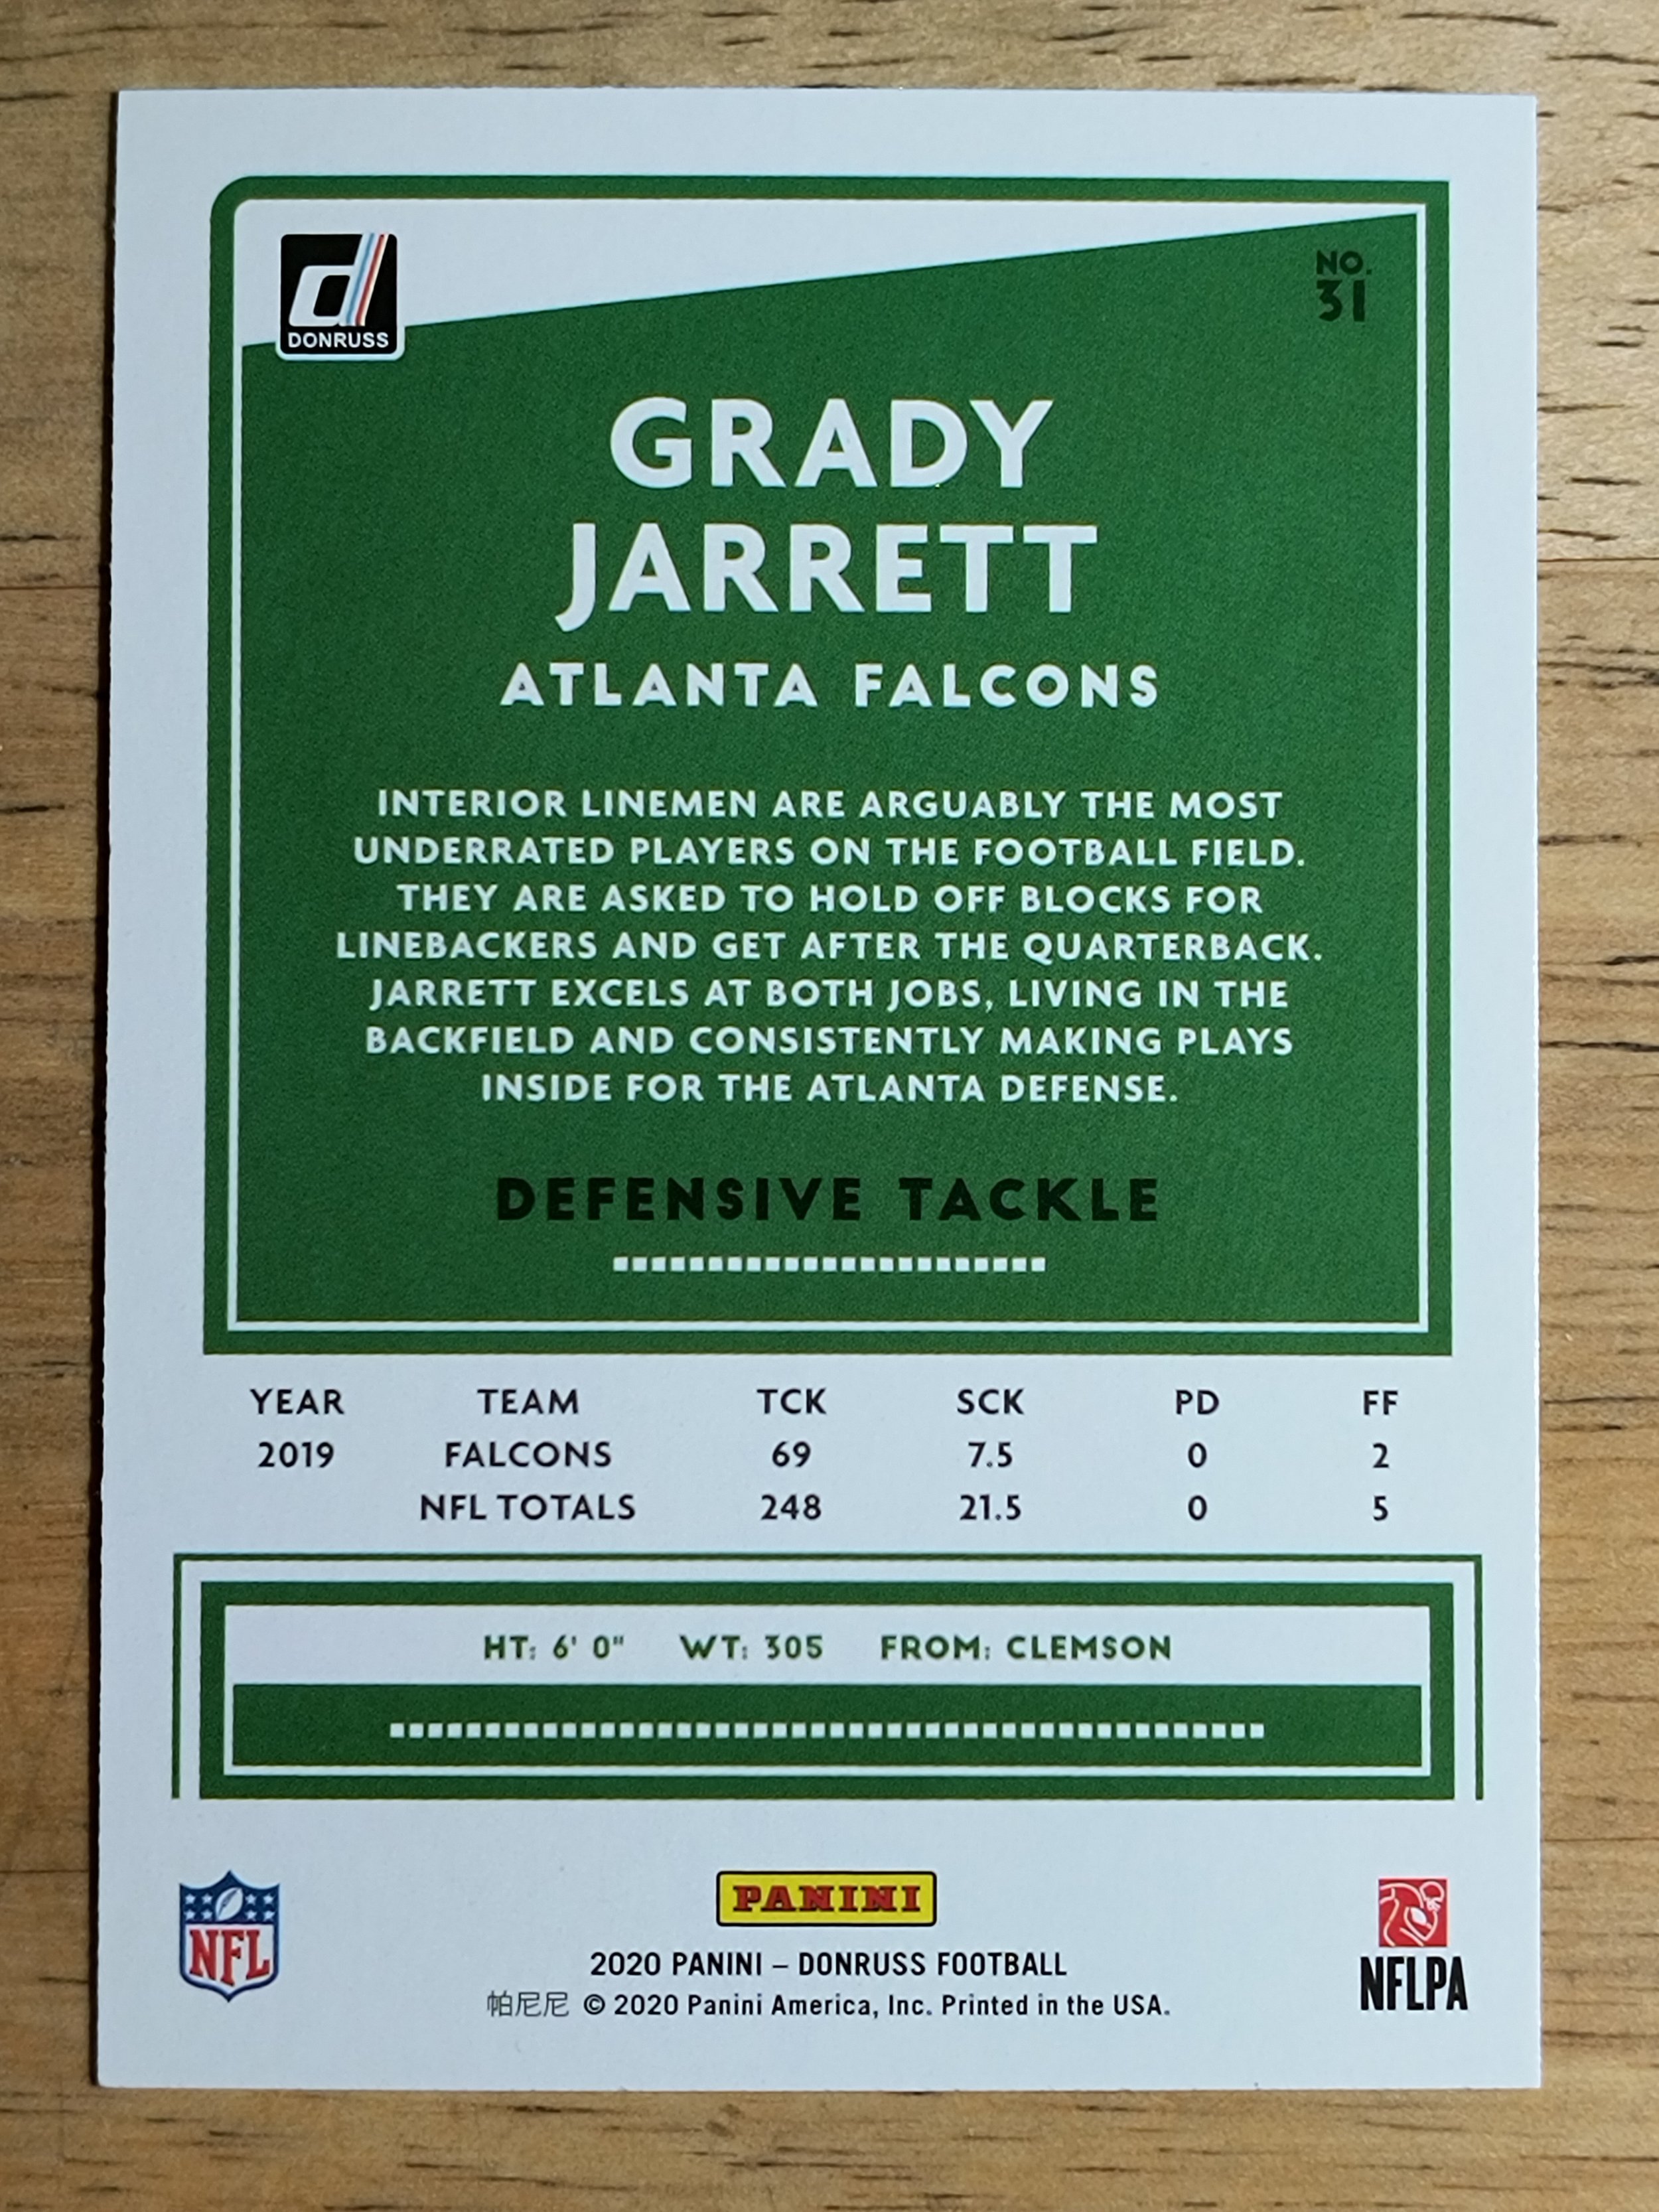 DONRUSS
NO.
31
GRADY
JARRETT
ATLANTA FALCONS
INTERIOR LINEMEN ARE ARGUABLY THE MOST
UNDERRATED PLAYERS ON THE FOOTBALL FIELD.
THEY ARE ASKED TO HOLD OFF BLOCKS FOR
LINEBACKERS AND GET AFTER THE QUARTERBACK.
JARRETT EXCELS AT BOTH JOBS, LIVING IN THE
BACKFIELD AND CONSISTENTLY MAKING PLAYS
INSIDE FOR THE ATLANTA DEFENSE.
DEFENSIVE TACKLE
YEAR TEAM TCK SCK PD FF
2019 FALCONS 69 7.5 0 2
NFL TOTALS 248 21.5 0 5
HT: 6' 0" WT: 305 FROM: CLEMSON
NFL
PANINI
NFLPA
2020 PANINI – DONRUSS FOOTBALL
帕尼尼 © 2020 Panini America, Inc. Printed in the USA.